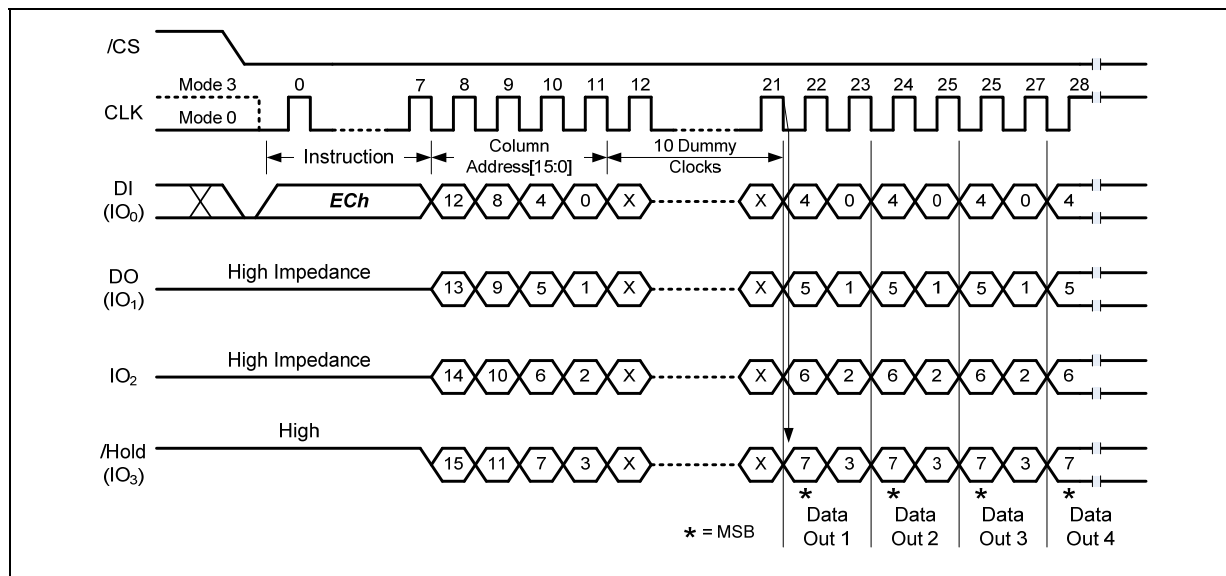 /CS
Mode 3 0 7 8 9 10 11 12 21 22 23 24 25 25 27 28
CLK
Mode 0
Instruction Column Address[15:0] 10 Dummy Clocks
DI (IO0) ECh 12 8 4 0 X X 4 0 4 0 4 0 4
DO (IO1) High Impedance 13 9 5 1 X X 5 1 5 1 5 1 5
IO2 High Impedance 14 10 6 2 X X 6 2 6 2 6 2 6
/Hold (IO3) High 15 11 7 3 X X 7 3 7 3 7 3 7
* * * *
* = MSB
Data Out 1
Data Out 2
Data Out 3
Data Out 4